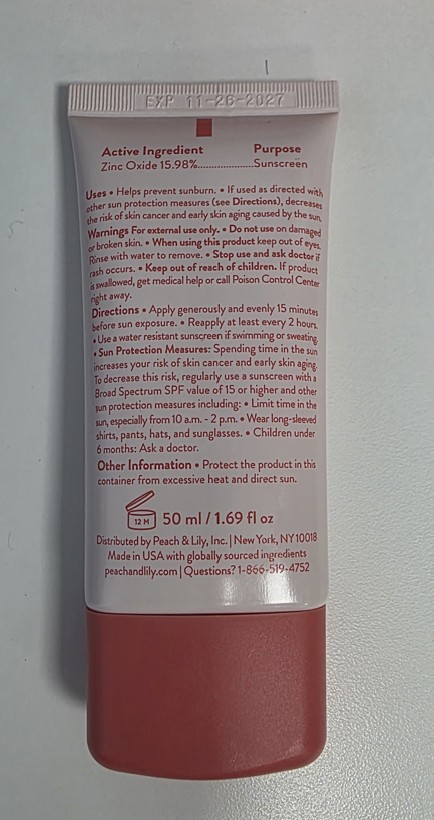 EXP 11-26-2027
Active Ingredient Purpose
Zinc Oxide 15.98%.....................Sunscreen
Uses • Helps prevent sunburn. • If used as directed with
other sun protection measures (see Directions), decreases
the risk of skin cancer and early skin aging caused by the sun.
Warnings For external use only. • Do not use on damaged
or broken skin. • When using this product keep out of eyes.
Rinse with water to remove. • Stop use and ask doctor if
rash occurs. • Keep out of reach of children. If product
is swallowed, get medical help or call Poison Control Center
right away.
Directions • Apply generously and evenly 15 minutes
before sun exposure. • Reapply at least every 2 hours.
• Use a water resistant sunscreen if swimming or sweating.
• Sun Protection Measures: Spending time in the sun
increases your risk of skin cancer and early skin aging.
To decrease this risk, regularly use a sunscreen with a
Broad Spectrum SPF value of 15 or higher and other
sun protection measures including: • Limit time in the
sun, especially from 10 a.m. - 2 p.m. • Wear long-sleeved
shirts, pants, hats, and sunglasses. • Children under
6 months: Ask a doctor.
Other Information • Protect the product in this
container from excessive heat and direct sun.
12 M 50 ml / 1.69 fl oz
Distributed by Peach & Lily, Inc. | New York, NY 10018
Made in USA with globally sourced ingredients
peachandlily.com | Questions? 1-866-519-4752